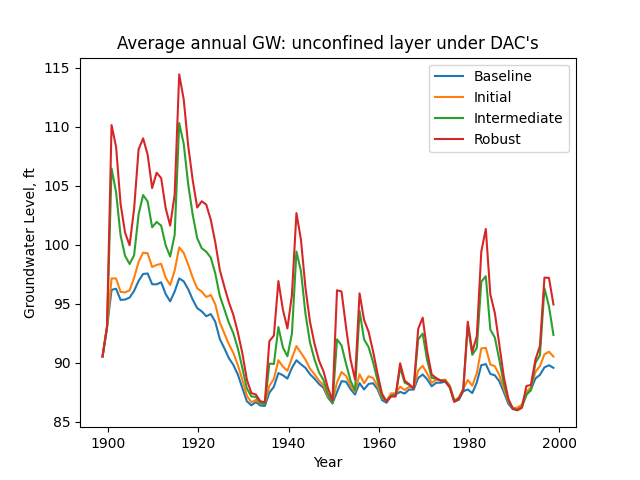 Average annual GW: unconfined layer under DAC's
Baseline
Initial
Intermediate
Robust
Groundwater Level, ft
115
110
105
100
95
90
85
1900
1920
1940
1960
1980
2000
Year